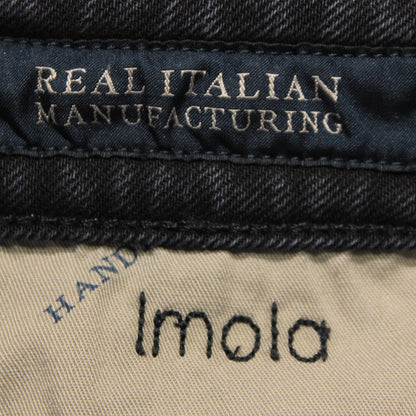 REAL ITALIAN
MANUFACTURING
HAND
Imola